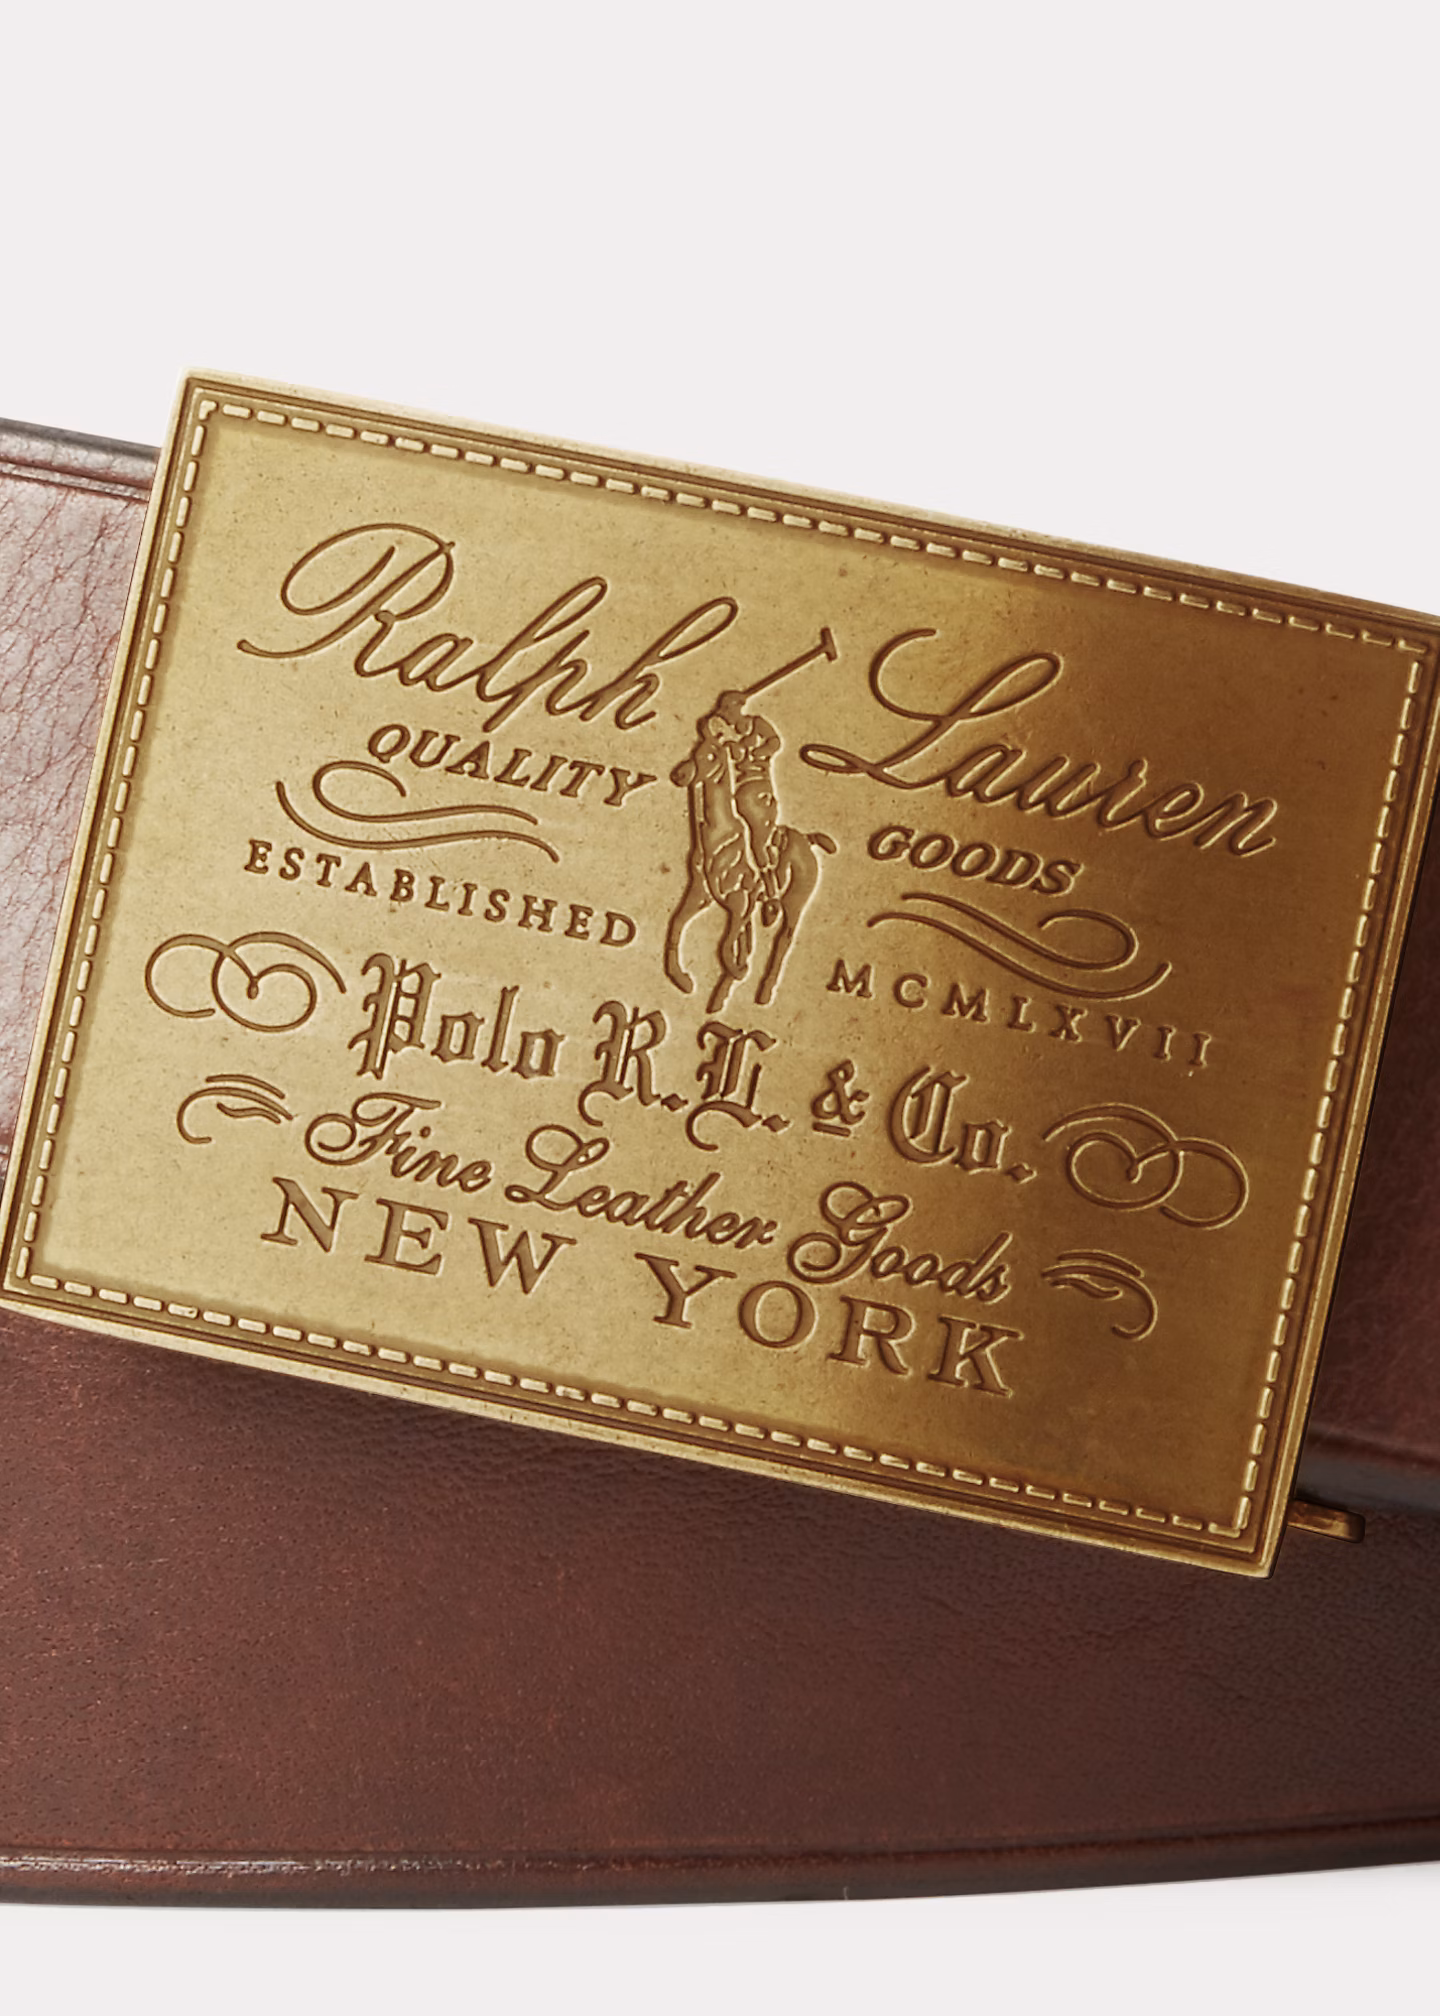 Ralph Lauren
QUALITY GOODS
ESTABLISHED MCMLXVII
Polo R.L. & Co.
Fine Leather Goods
NEW YORK